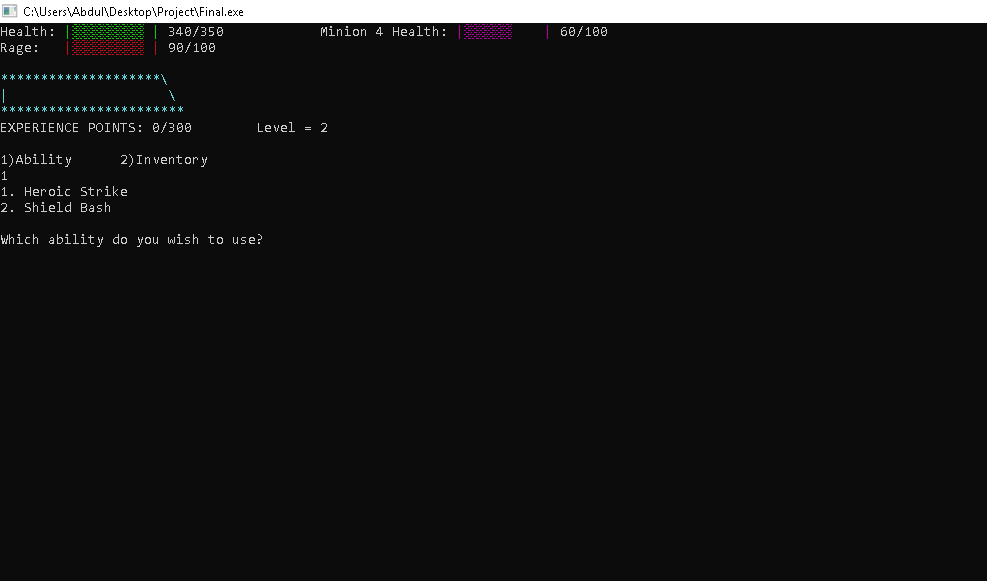 C:\Users\Abdul\Desktop\Project\Final.exe
Health: | | 340/350 Minion 4 Health: | | 60/100
Rage: | | 90/100
********************\
| \
***********************
EXPERIENCE POINTS: 0/300 Level = 2
1)Ability 2)Inventory
1
1. Heroic Strike
2. Shield Bash
Which ability do you wish to use?